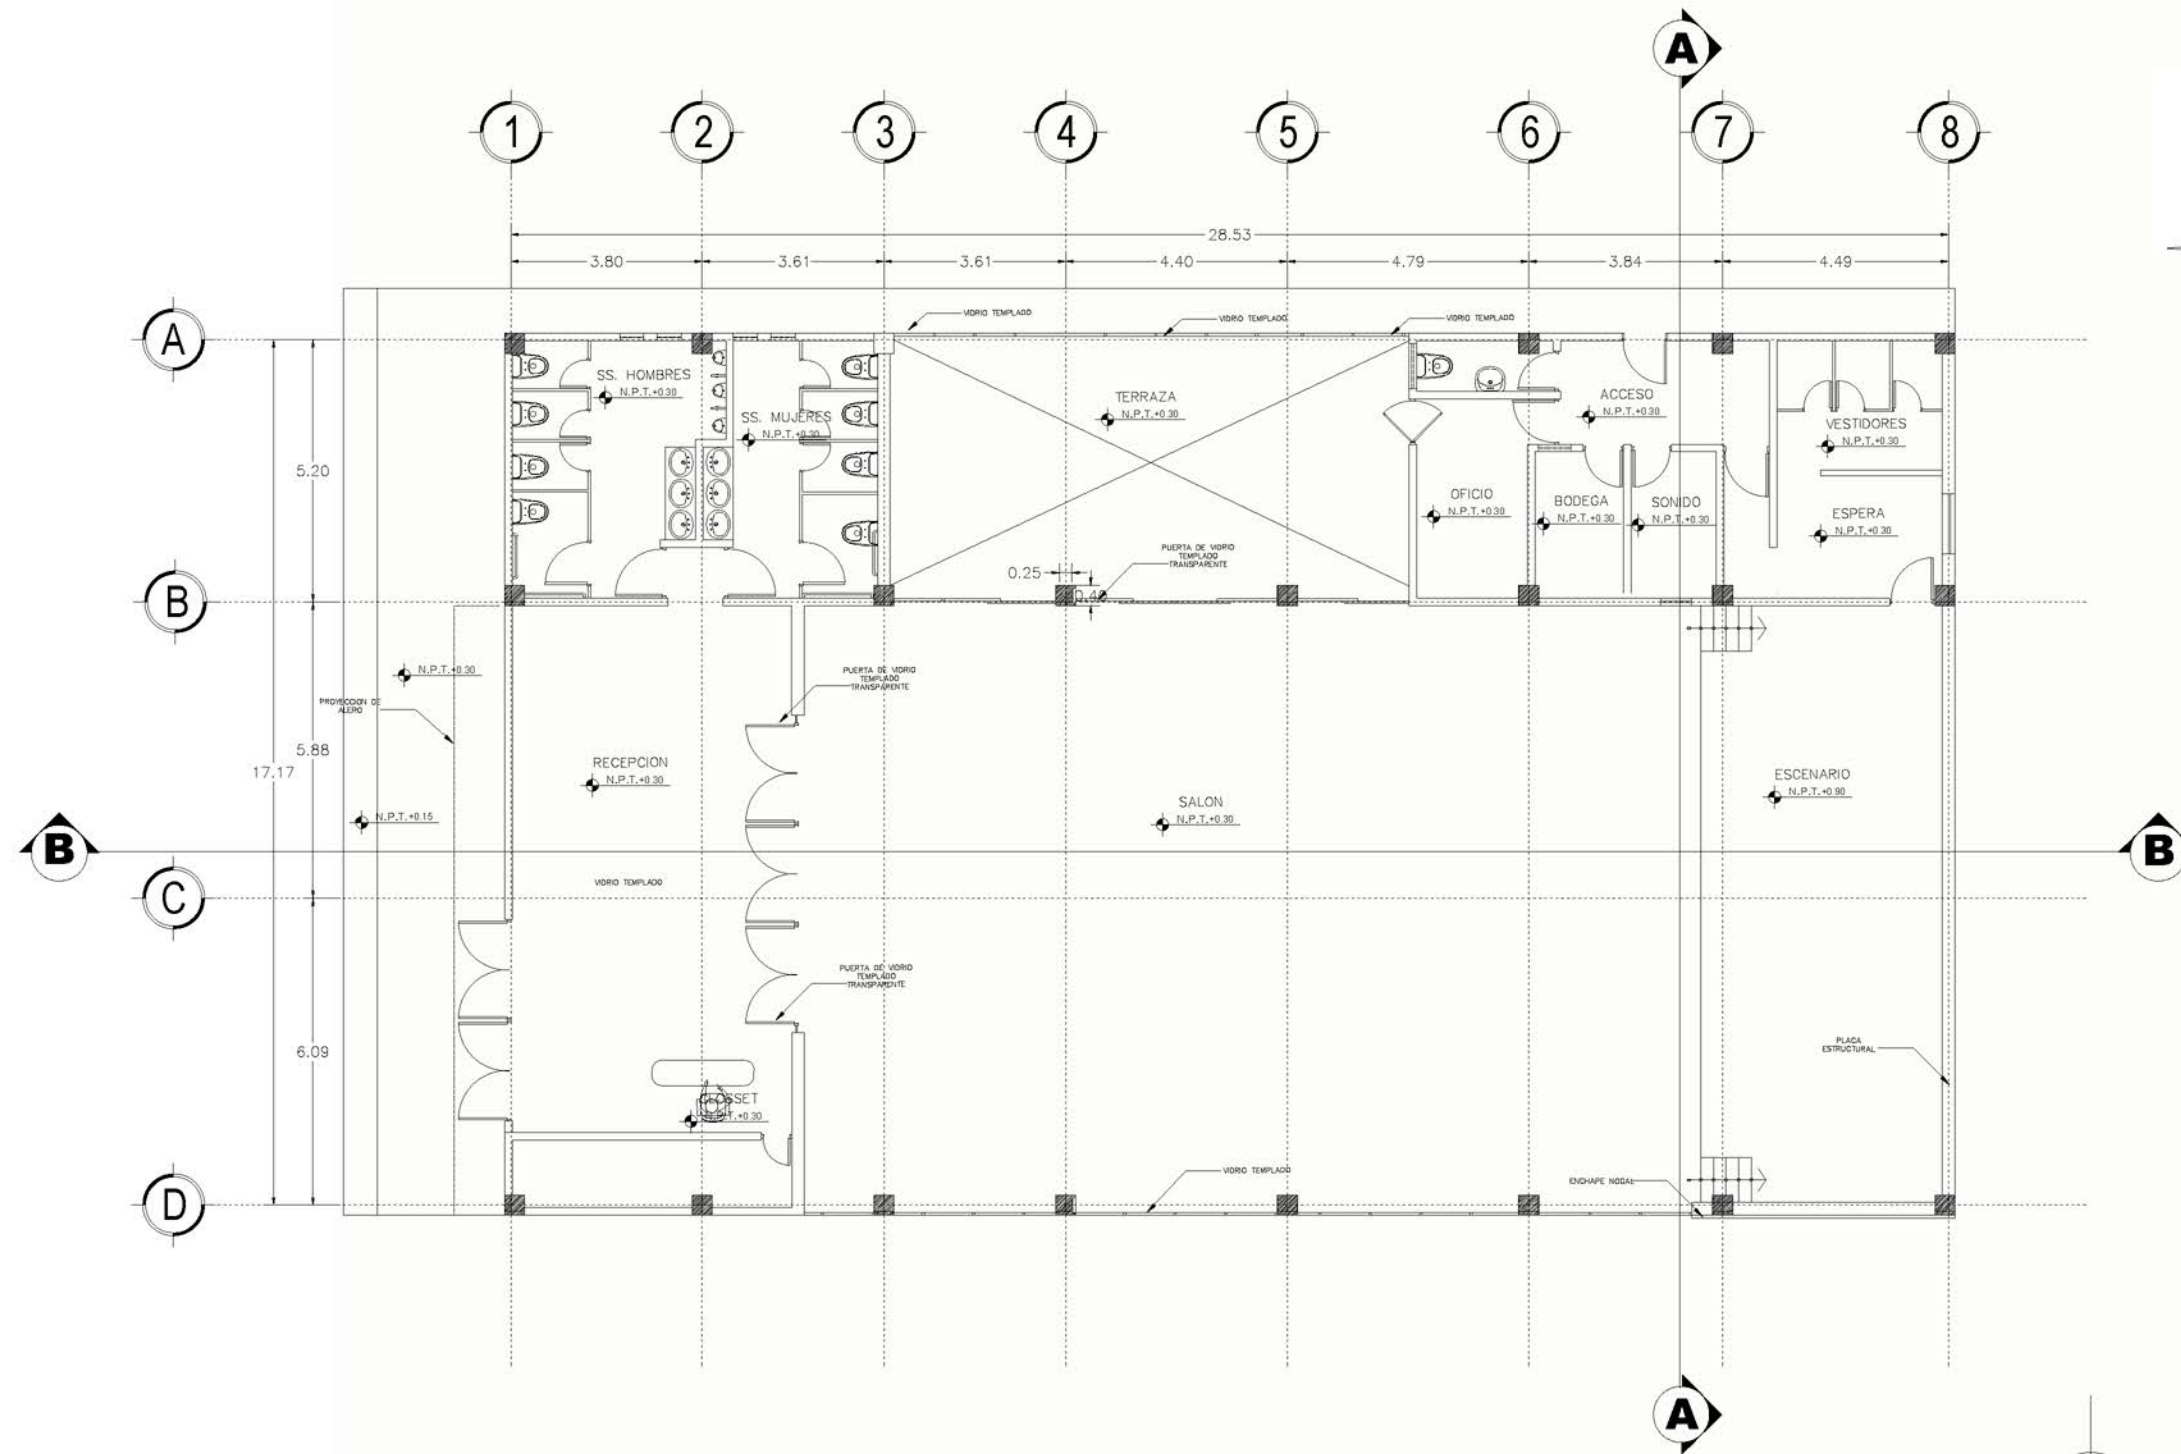 A
1 2 3 4 5 6 7 8
28.53
3.80 3.61 3.61 4.40 4.79 3.84 4.49
VIDRIO TEMPLADO
VIDRIO TEMPLADO
VIDRIO TEMPLADO
A
SS. HOMBRES
N.P.T.+0.30
SS. MUJERES
N.P.T.+0.30
TERRAZA
N.P.T.+0.30
ACCESO
N.P.T.+0.30
VESTIDORES
N.P.T.+0.30
5.20
OFICIO
N.P.T.+0.30
BODEGA
N.P.T.+0.30
SONIDO
N.P.T.+0.30
ESPERA
N.P.T.+0.30
PUERTA DE VIDRIO
TEMPLADO
TRANSPARENTE
0.25
B
N.P.T.+0.30
PROYECCION DE
ALERO
PUERTA DE VIDRIO
TEMPLADO
TRANSPARENTE
5.88
17.17
RECEPCION
N.P.T.+0.30
ESCENARIO
N.P.T.+0.90
SALON
N.P.T.+0.30
N.P.T.+0.15
B
B
VIDRIO TEMPLADO
C
PUERTA DE VIDRIO
TEMPLADO
TRANSPARENTE
6.09
PLACA
ESTRUCTURAL
VIDRIO TEMPLADO
ENCHAPE NOGAL
D
A